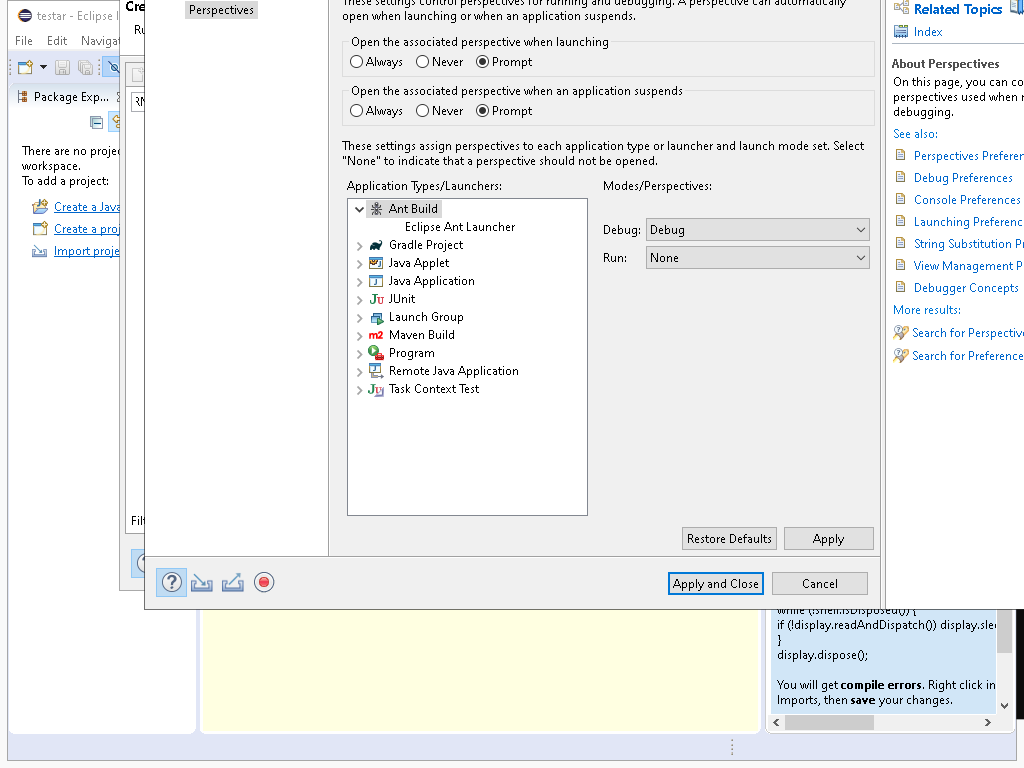 testar - Eclipse I
File Edit Navigat
Package Exp...
There are no projec
workspace.
To add a project:
Create a Java
Create a proj
Import proje
Cre
Ru
Filt
Perspectives
These settings control perspectives for running and debugging. A perspective can automatically
open when launching or when an application suspends.
Open the associated perspective when launching
Always Never Prompt
Open the associated perspective when an application suspends
Always Never Prompt
These settings assign perspectives to each application type or launcher and launch mode set. Select
"None" to indicate that a perspective should not be opened.
Application Types/Launchers:
Ant Build
Eclipse Ant Launcher
Gradle Project
Java Applet
Java Application
JUnit
Launch Group
Maven Build
Program
Remote Java Application
Task Context Test
Modes/Perspectives:
Debug: Debug
Run: None
Restore Defaults Apply
Apply and Close Cancel
Related Topics
Index
About Perspectives
On this page, you can co
perspectives used when r
debugging.
See also:
Perspectives Preferen
Debug Preferences
Console Preferences
Launching Preferenc
String Substitution Pr
View Management P
Debugger Concepts
More results:
Search for Perspective
Search for Preference
while (!shell.isDisposed()) {
if (!display.readAndDispatch()) display.slee
}
display.dispose();
You will get compile errors. Right click in
Imports, then save your changes.